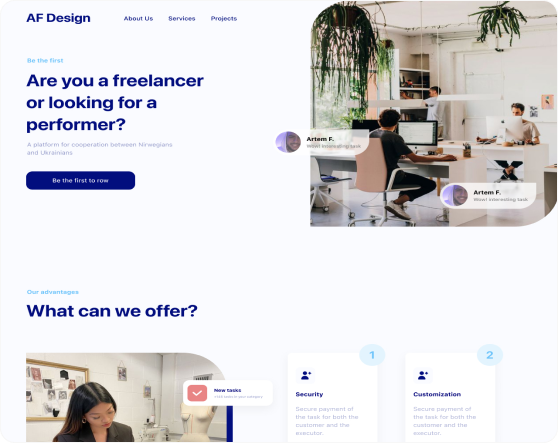 AF Design
About Us Services Projects
Be the first
Are you a freelancer
or looking for a
performer?
A platform for cooperation between Nirwegians
and Ukrainians
Be the first to row
Artem F.
Wow! Interesting task
Artem F.
Wow! Interesting task
Our advantages
What can we offer?
New tasks
1
Security
Secure payment of
the task for both the
customer and the
executor.
2
Customization
Secure payment of
the task for both the
customer and the
executor.